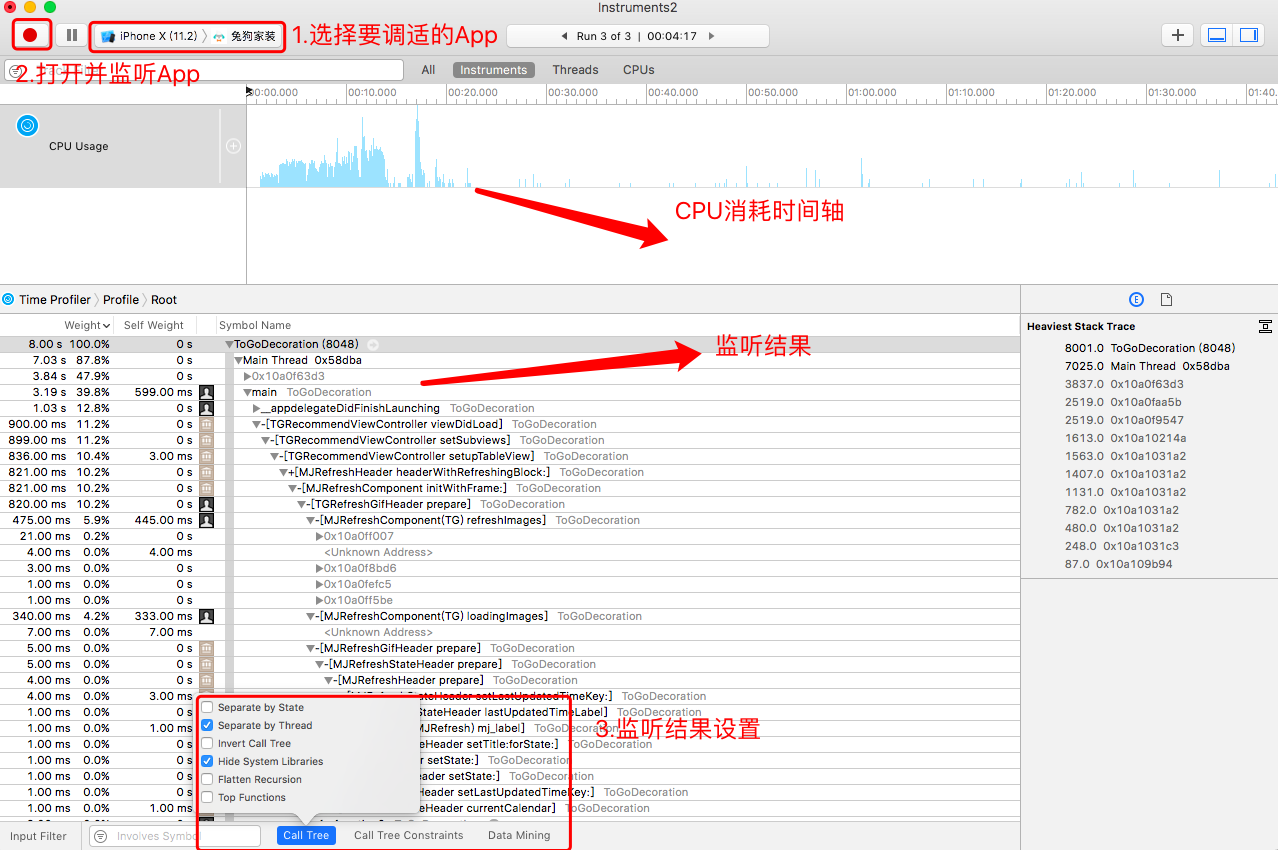 Instruments2
iPhone X (11.2) 〉 兔狗家装
1.选择要调适的App
Run 3 of 3 | 00:04:17
2.打开并监听App
All Instruments Threads CPUs
00:00.000 00:10.000 00:20.000 00:30.000 00:40.000 00:50.000 01:00.000 01:10.000 01:20.000 01:30.000 01:40.
CPU Usage
CPU消耗时间轴
Time Profiler 〉 Profile 〉 Root
Weight Self Weight Symbol Name
8.00 s 100.0% 0 s ToGoDecoration (8048)
7.03 s 87.8% 0 s Main Thread 0x58dba
3.84 s 47.9% 0 s 0x10a0f63d3
3.19 s 39.8% 599.00 ms main ToGoDecoration
1.03 s 12.8% 0 s __appdelegateDidFinishLaunching ToGoDecoration
900.00 ms 11.2% 0 s -[TGRecommendViewController viewDidLoad] ToGoDecoration
899.00 ms 11.2% 0 s -[TGRecommendViewController setSubviews] ToGoDecoration
836.00 ms 10.4% 3.00 ms -[TGRecommendViewController setupTableView] ToGoDecoration
821.00 ms 10.2% 0 s +[MJRefreshHeader headerWithRefreshingBlock:] ToGoDecoration
821.00 ms 10.2% 0 s -[MJRefreshComponent initWithFrame:] ToGoDecoration
820.00 ms 10.2% 0 s -[TGRefreshGifHeader prepare] ToGoDecoration
475.00 ms 5.9% 445.00 ms -[MJRefreshComponent(TG) refreshImages] ToGoDecoration
21.00 ms 0.2% 0 s 0x10a0ff007
4.00 ms 0.0% 4.00 ms <Unknown Address>
3.00 ms 0.0% 0 s 0x10a0f8bd6
1.00 ms 0.0% 0 s 0x10a0fefc5
1.00 ms 0.0% 0 s 0x10a0ff5be
340.00 ms 4.2% 333.00 ms -[MJRefreshComponent(TG) loadingImages] ToGoDecoration
7.00 ms 0.0% 7.00 ms <Unknown Address>
5.00 ms 0.0% 0 s -[MJRefreshGifHeader prepare] ToGoDecoration
5.00 ms 0.0% 0 s -[MJRefreshStateHeader prepare] ToGoDecoration
4.00 ms 0.0% 0 s -[MJRefreshHeader prepare] ToGoDecoration
4.00 ms 0.0% 3.00 ms StateHeader setLastUpdatedTimeKey:] ToGoDecoration
1.00 ms 0.0% 0 s StateHeader lastUpdatedTimeLabel] ToGoDecoration
1.00 ms 0.0% 1.00 ms MJRefresh) mj_label] ToGoDecoration
1.00 ms 0.0% 0 s eHeader setTitle:forState:] ToGoDecoration
1.00 ms 0.0% 0 s er setState:] ToGoDecoration
1.00 ms 0.0% 0 s eader setState:] ToGoDecoration
1.00 ms 0.0% 0 s Header setLastUpdatedTimeKey:] ToGoDecoration
1.00 ms 0.0% 1.00 ms eHeader currentCalendar] ToGoDecoration
监听结果
3.监听结果设置
Separate by State
Separate by Thread
Invert Call Tree
Hide System Libraries
Flatten Recursion
Top Functions
Input Filter Involves Symbol Call Tree Call Tree Constraints Data Mining
E
Heaviest Stack Trace
8001.0 ToGoDecoration (8048)
7025.0 Main Thread 0x58dba
3837.0 0x10a0f63d3
2519.0 0x10a0faa5b
2519.0 0x10a0f9547
1613.0 0x10a10214a
1563.0 0x10a1031a2
1407.0 0x10a1031a2
1131.0 0x10a1031a2
782.0 0x10a1031a2
480.0 0x10a1031a2
248.0 0x10a1031c3
87.0 0x10a109b94